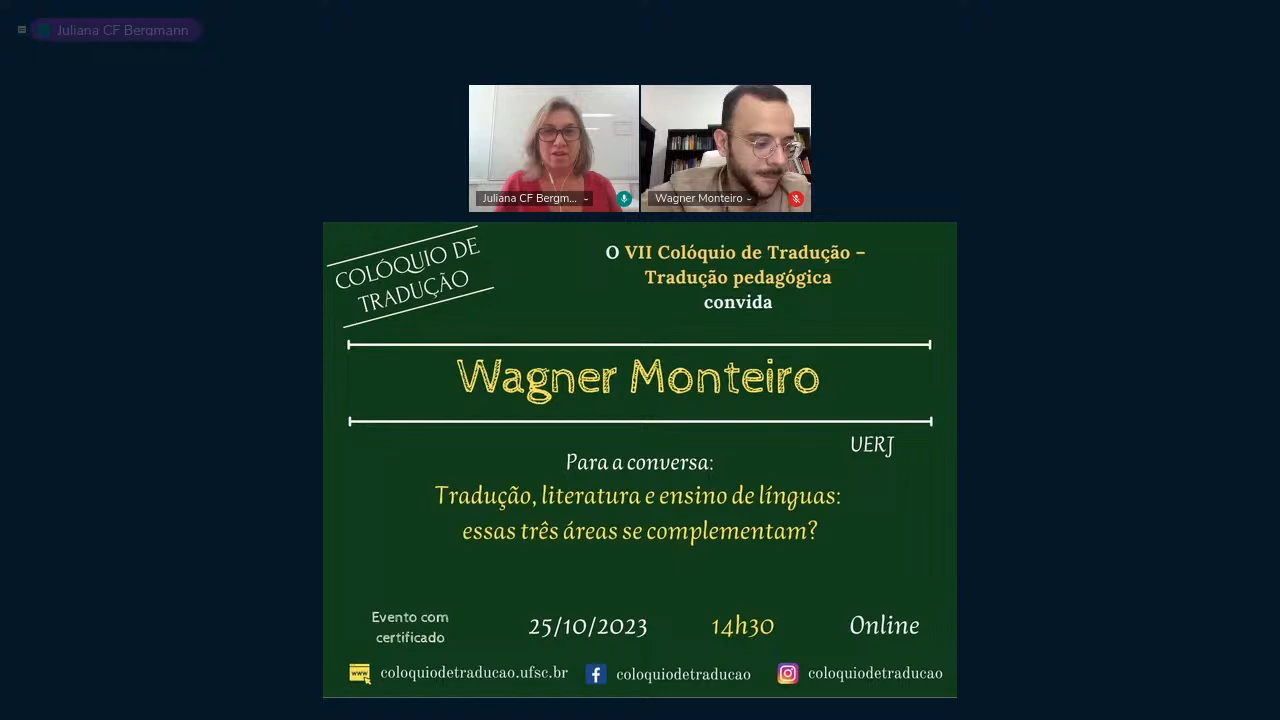 Juliana CF Bergmann
Juliana CF Bergm...
Wagner Monteiro
COLÓQUIO DE
TRADUÇÃO
O VII Colóquio de Tradução –
Tradução pedagógica
convida
Wagner Monteiro
UERJ
Para a conversa:
Tradução, literatura e ensino de línguas:
essas três áreas se complementam?
Evento com
certificado
25/10/2023
14h30
Online
www
coloquiodetraducao.ufsc.br
coloquiodetraducao
coloquiodetraducao